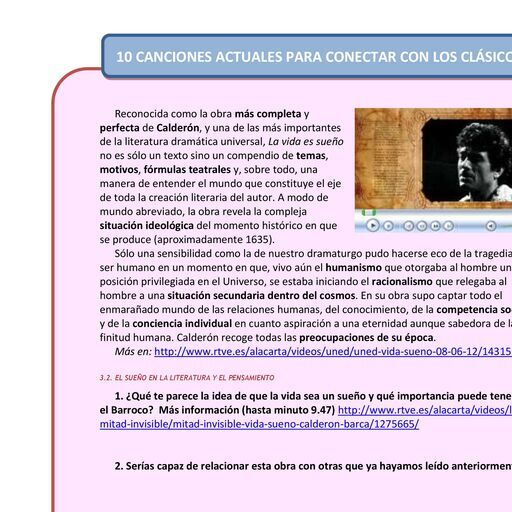 10 CANCIONES ACTUALES PARA CONECTAR CON LOS CLÁSICO
Reconocida como la obra más completa y
perfecta de Calderón, y una de las más importantes
de la literatura dramática universal, La vida es sueño
no es sólo un texto sino un compendio de temas,
motivos, fórmulas teatrales y, sobre todo, una
manera de entender el mundo que constituye el eje
de toda la creación literaria del autor. A modo de
mundo abreviado, la obra revela la compleja
situación ideológica del momento histórico en que
se produce (aproximadamente 1635).
Sólo una sensibilidad como la de nuestro dramaturgo pudo hacerse eco de la tragedia
ser humano en un momento en que, vivo aún el humanismo que otorgaba al hombre un
posición privilegiada en el Universo, se estaba iniciando el racionalismo que relegaba al
hombre a una situación secundaria dentro del cosmos. En su obra supo captar todo el
enmarañado mundo de las relaciones humanas, del conocimiento, de la competencia so
y de la conciencia individual en cuanto aspiración a una eternidad aunque sabedora de l
finitud humana. Calderón recoge todas las preocupaciones de su época.
Más en: http://www.rtve.es/alacarta/videos/uned/uned-vida-sueno-08-06-12/14315
3.2. EL SUEÑO EN LA LITERATURA Y EL PENSAMIENTO
1. ¿Qué te parece la idea de que la vida sea un sueño y qué importancia puede tene
el Barroco? Más información (hasta minuto 9.47) http://www.rtve.es/alacarta/videos/l
mitad-invisible/mitad-invisible-vida-sueno-calderon-barca/1275665/
2. Serías capaz de relacionar esta obra con otras que ya hayamos leído anteriormen